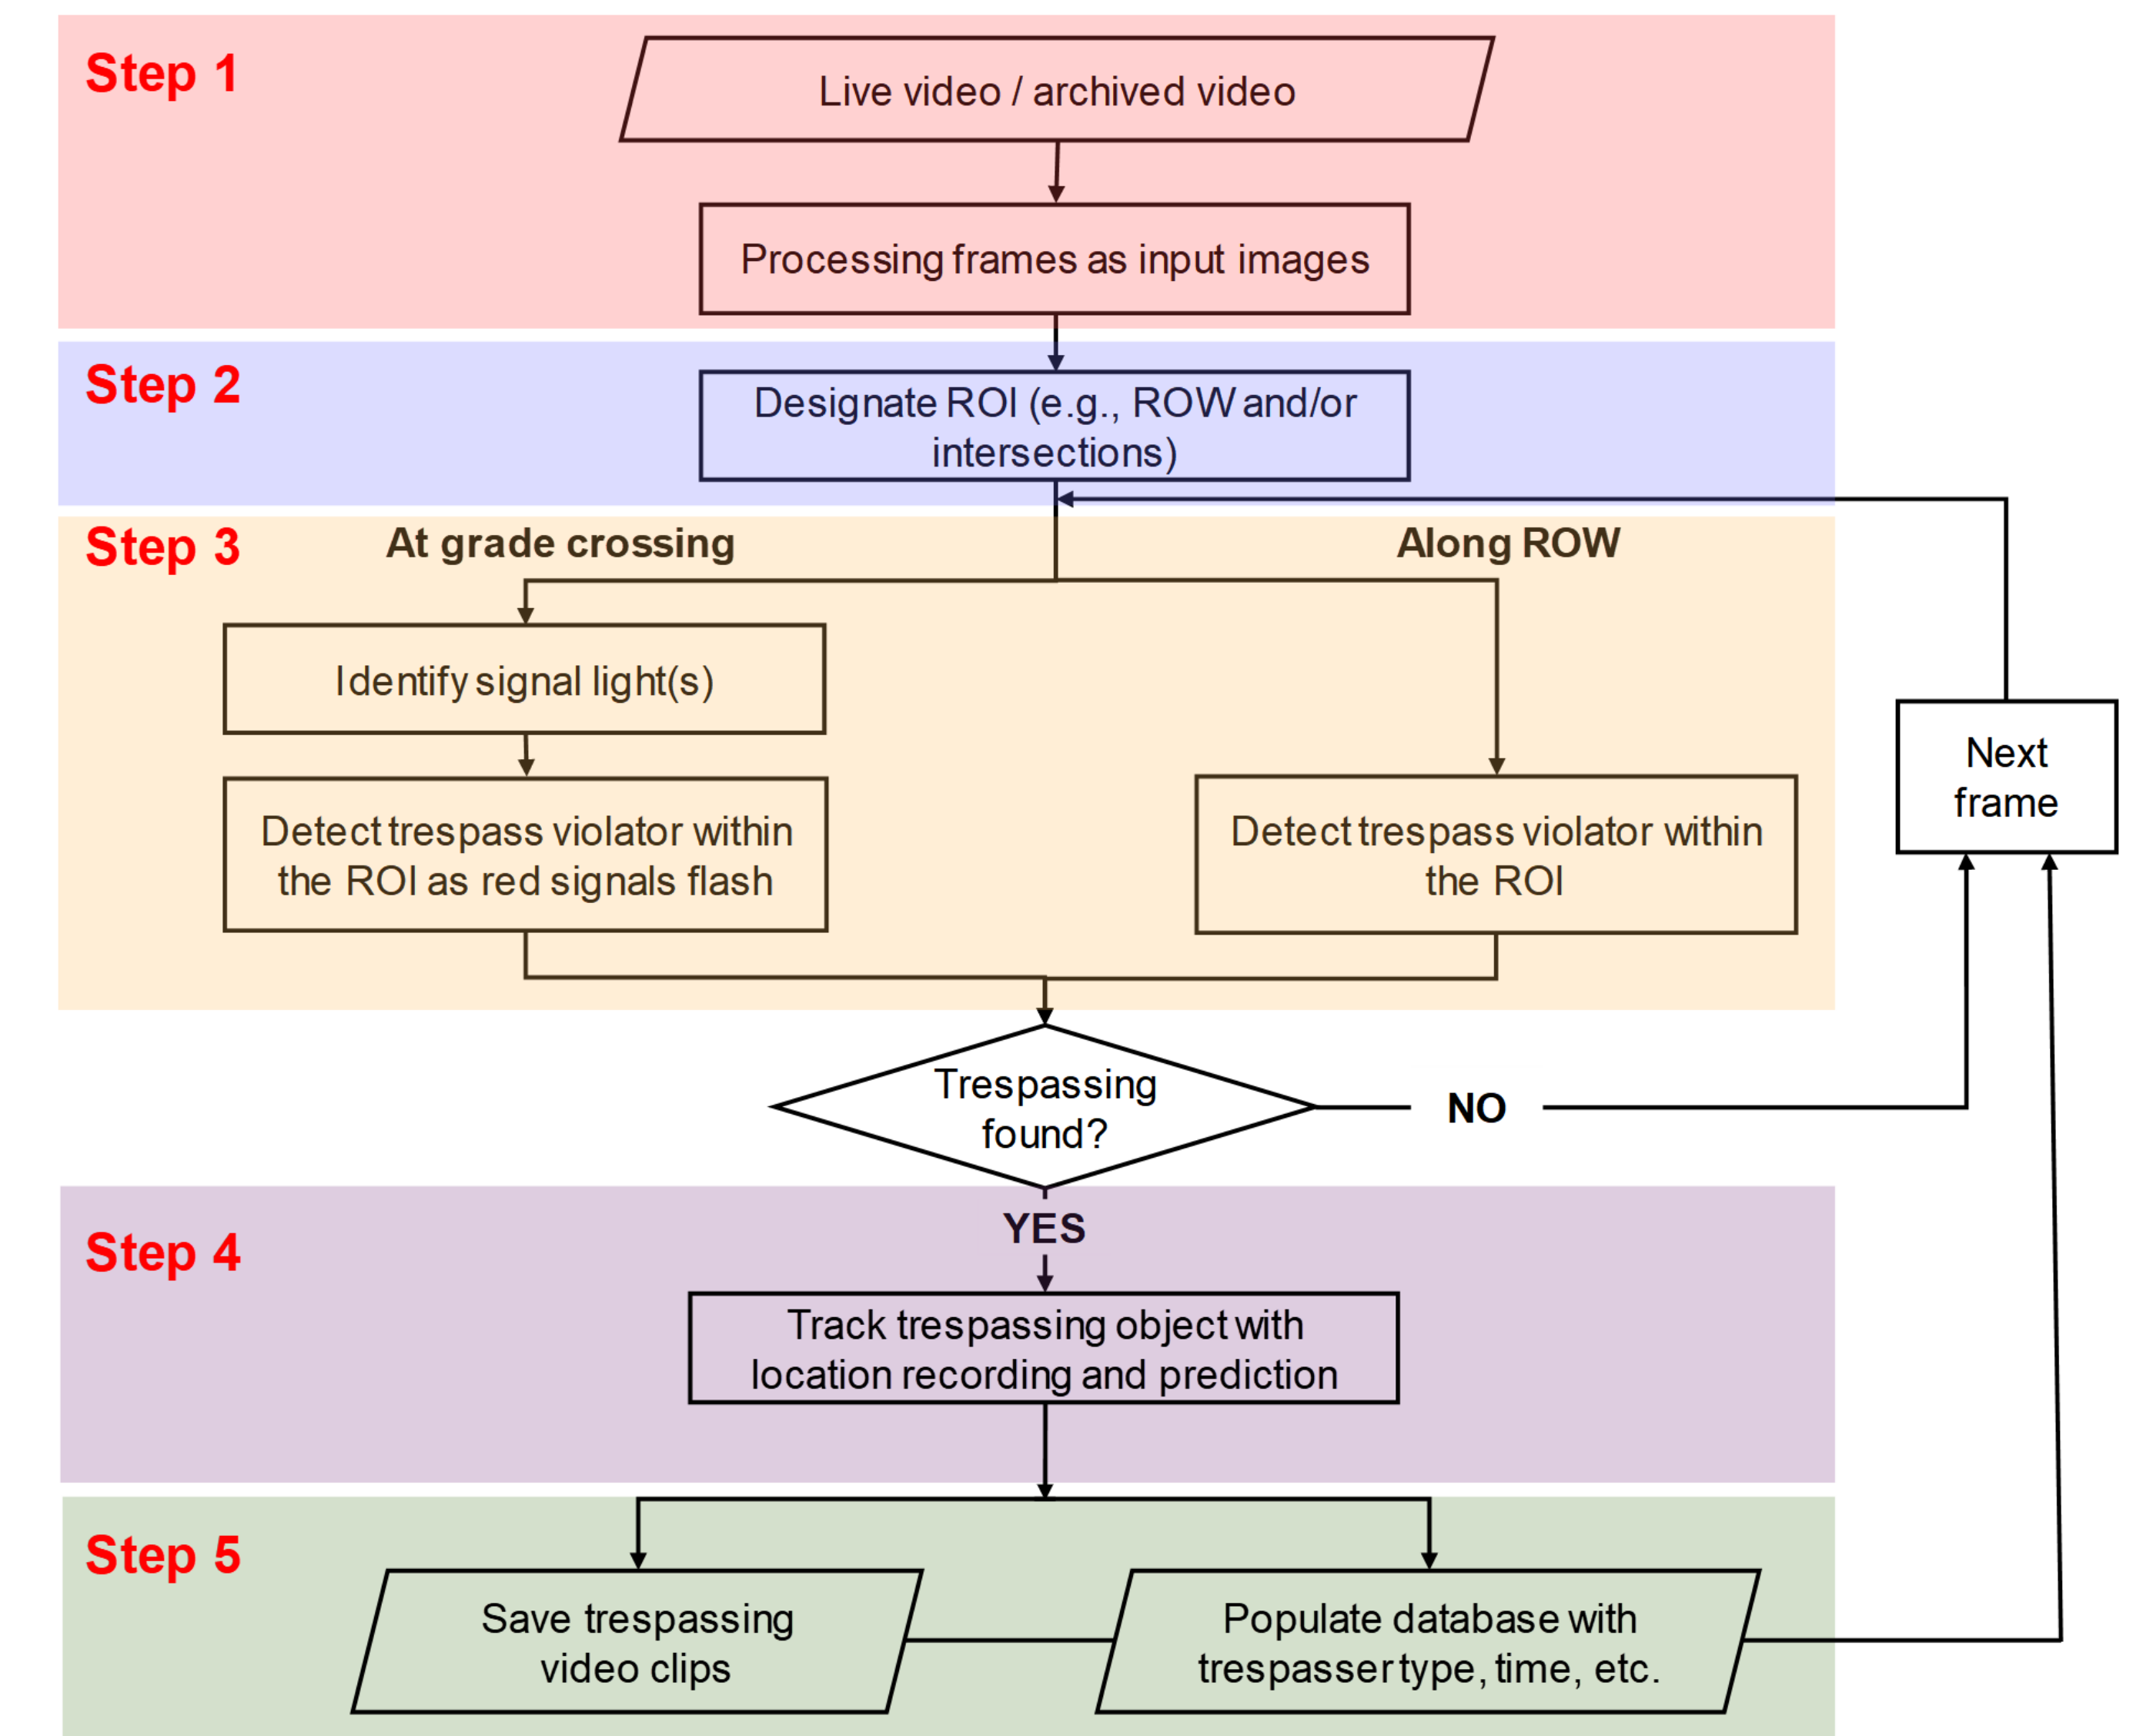 Step 1
Live video / archived video
Processing frames as input images
Step 2
Designate ROI (e.g., ROW and/or
intersections)
Step 3
At grade crossing
Along ROW
Identify signal light(s)
Detect trespass violator within
the ROI as red signals flash
Detect trespass violator within
the ROI
Next
frame
Trespassing
found?
NO
YES
Step 4
Track trespassing object with
location recording and prediction
Step 5
Save trespassing
video clips
Populate database with
trespasser type, time, etc.